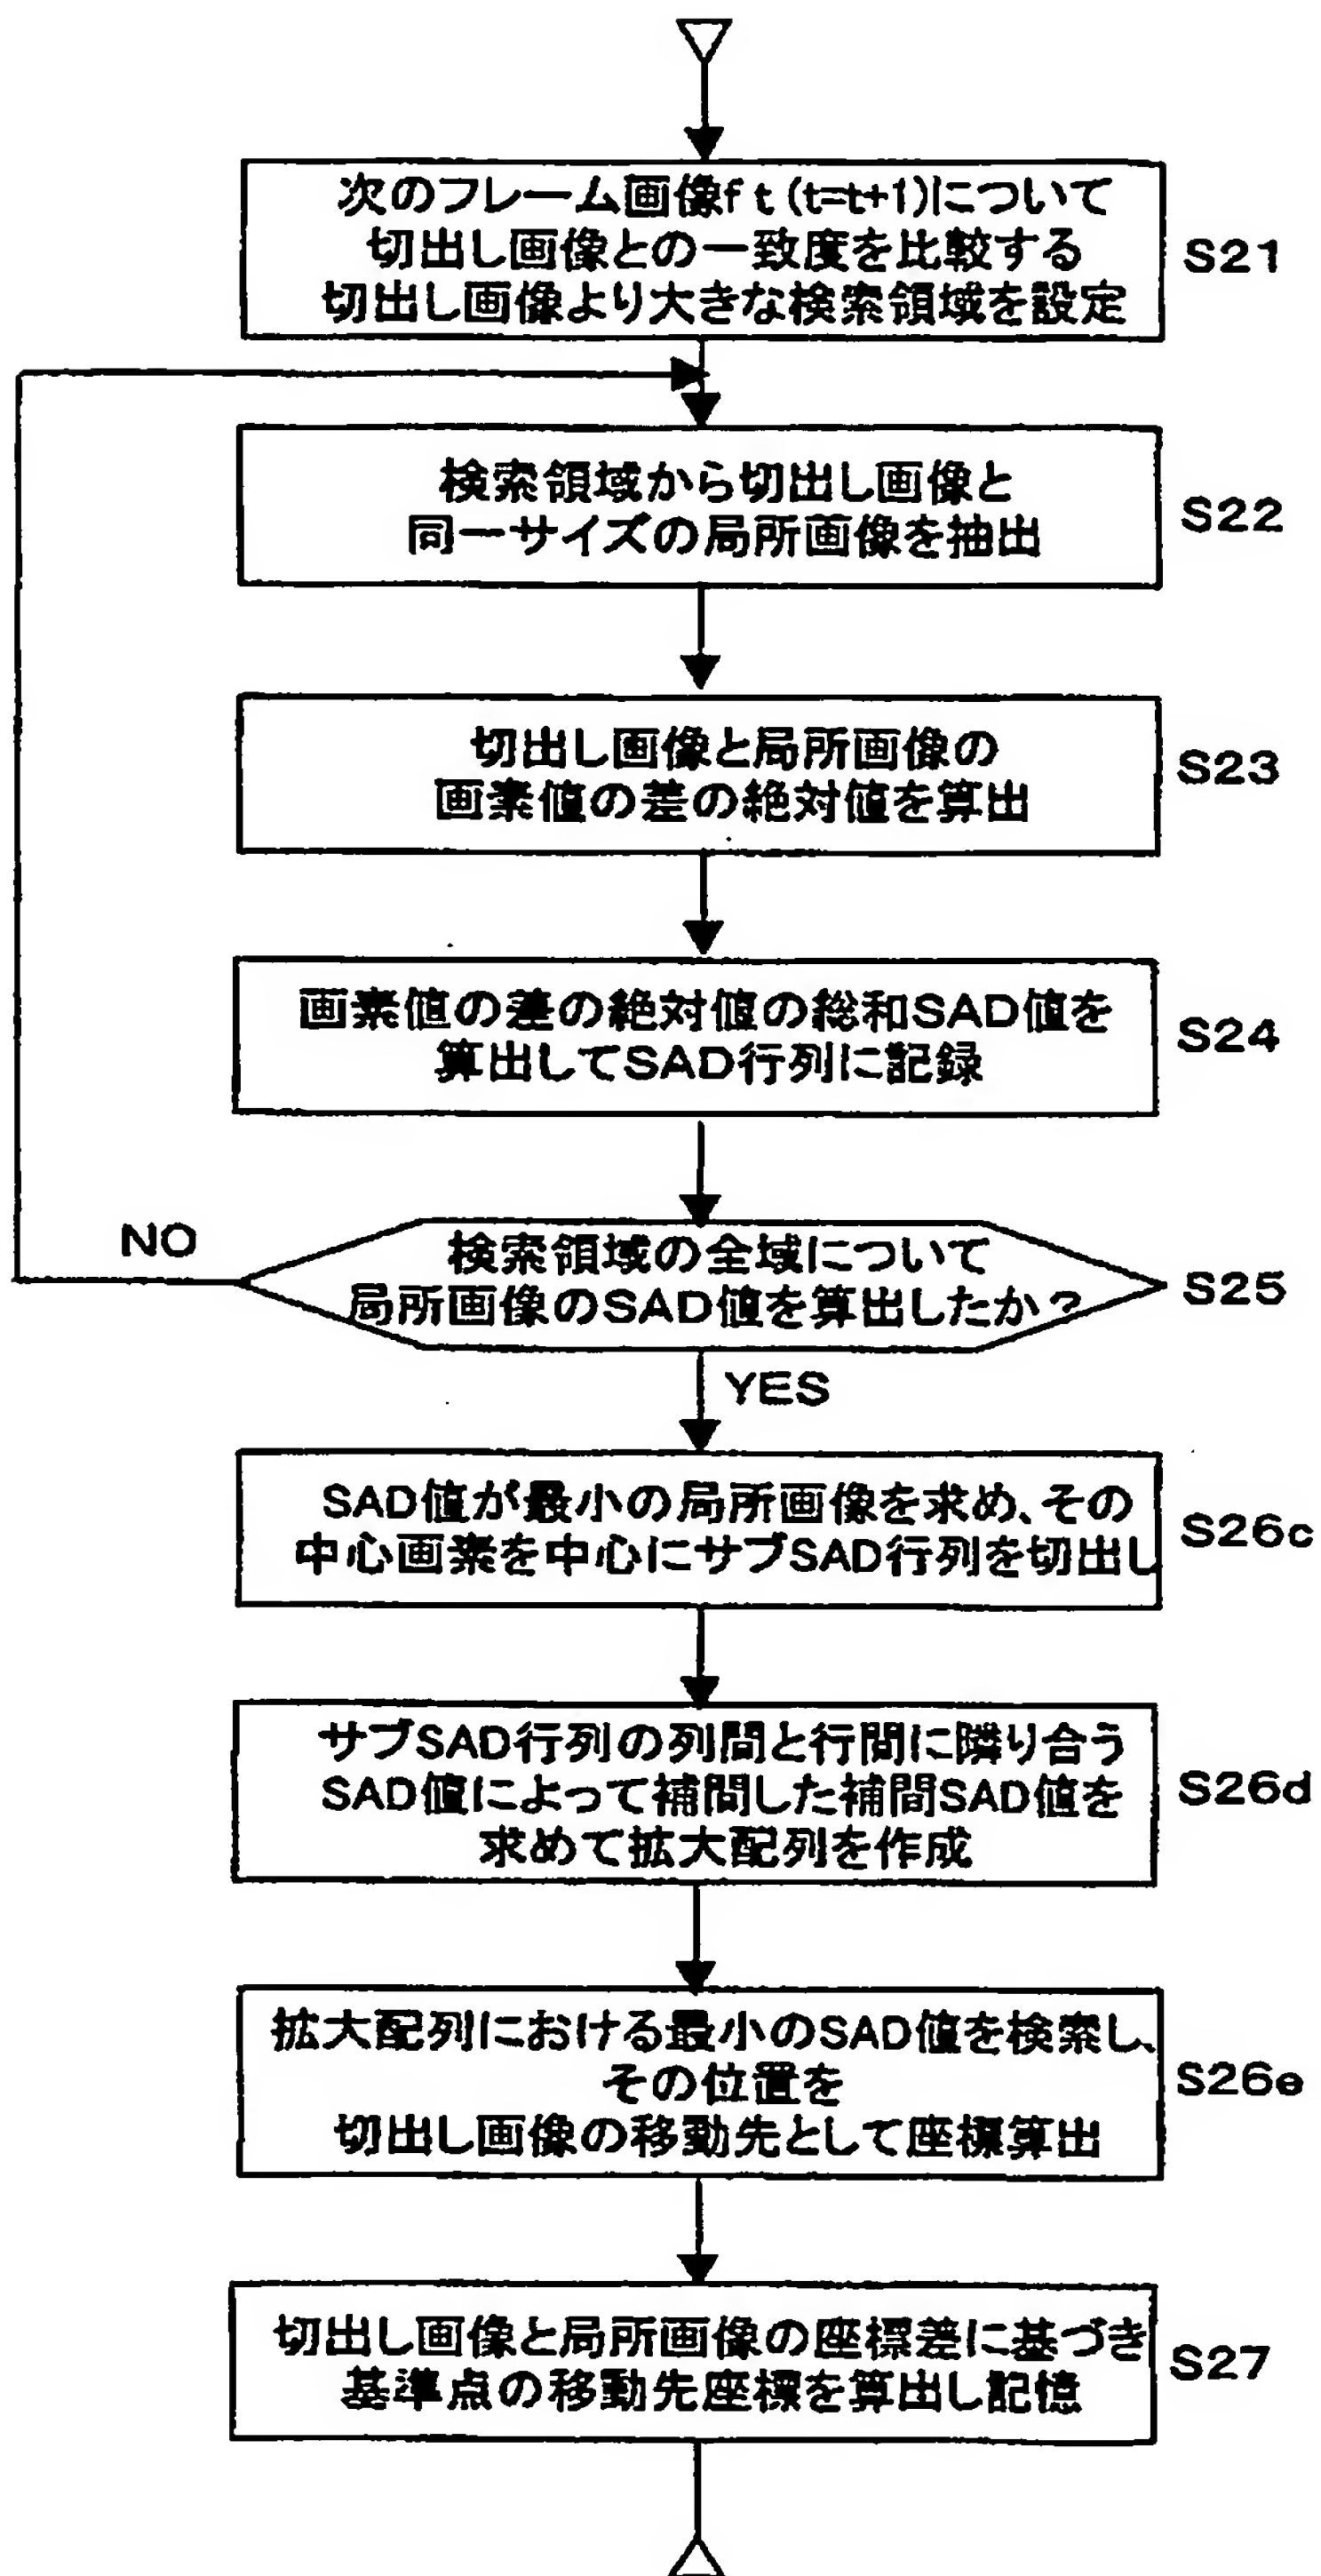 次のフレーム画像f t (t=t+1)について
切出し画像との一致度を比較する
切出し画像より大きな検索領域を設定
S21
検索領域から切出し画像と
同一サイズの局所画像を抽出
S22
切出し画像と局所画像の
画素値の差の絶対値を算出
S23
画素値の差の絶対値の総和SAD値を
算出してSAD行列に記録
S24
NO
検索領域の全域について
局所画像のSAD値を算出したか?
S25
YES
SAD値が最小の局所画像を求め、その
中心画素を中心にサブSAD行列を切出し
S26c
サブSAD行列の列間と行間に隣り合う
SAD値によって補間した補間SAD値を
求めて拡大配列を作成
S26d
拡大配列における最小のSAD値を検索し、
その位置を
切出し画像の移動先として座標算出
S26e
切出し画像と局所画像の座標差に基づき
基準点の移動先座標を算出し記憶
S27